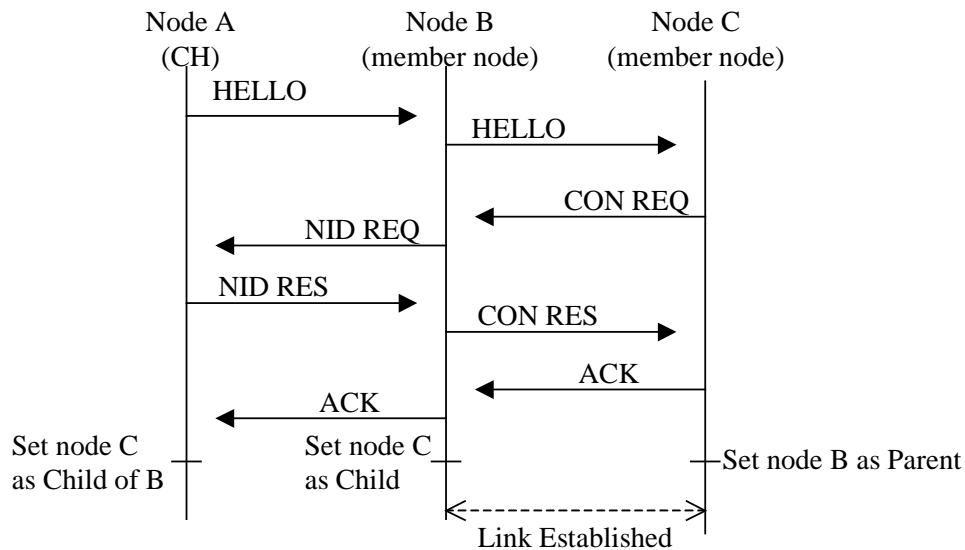 Node A
(CH)
Node B
(member node)
Node C
(member node)
HELLO
HELLO
CON REQ
NID REQ
NID RES
CON RES
ACK
ACK
Set node C
as Child of B
Set node C
as Child
Set node B as Parent
Link Established